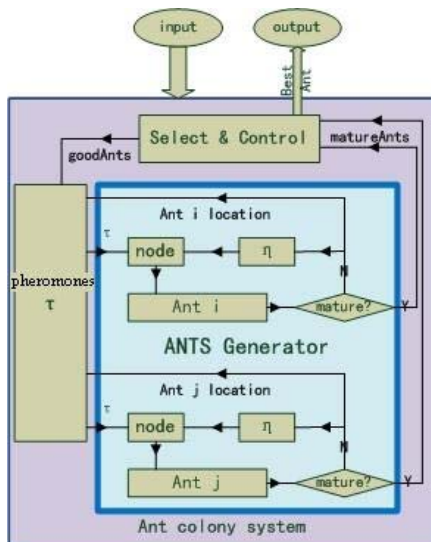 input
output
Best
Ant
Select & Control
goodAnts
matureAnts
Ant i location
τ
node
η
N
pheromones
τ
Ant i
mature?
Y
ANTS Generator
Ant j location
τ
node
η
N
Ant j
mature?
Y
Ant colony system